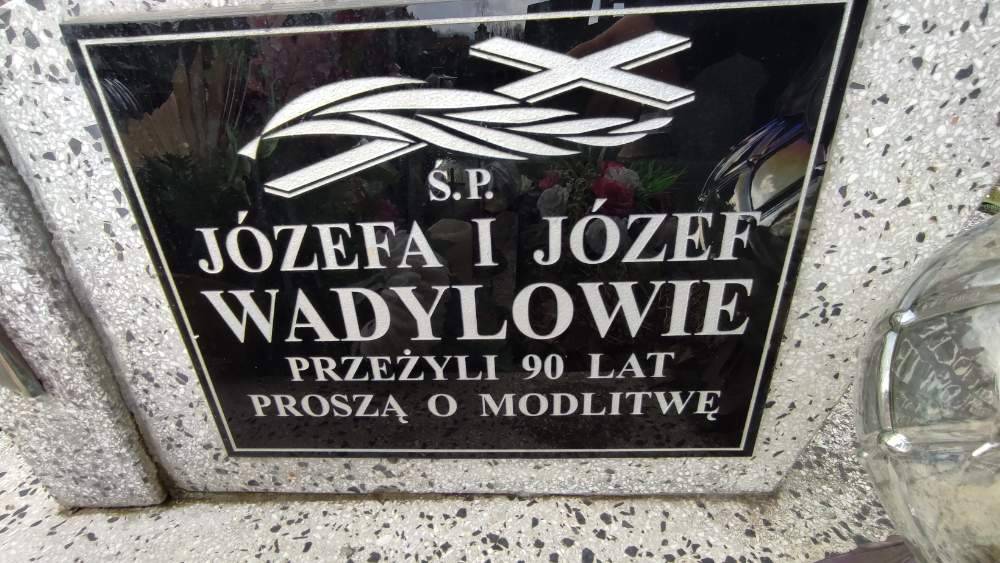 Ś.P.
JÓZEFA I JÓZEF
WADYLOWIE
PRZEŻYLI 90 LAT
PROSZĄ O MODLITWĘ